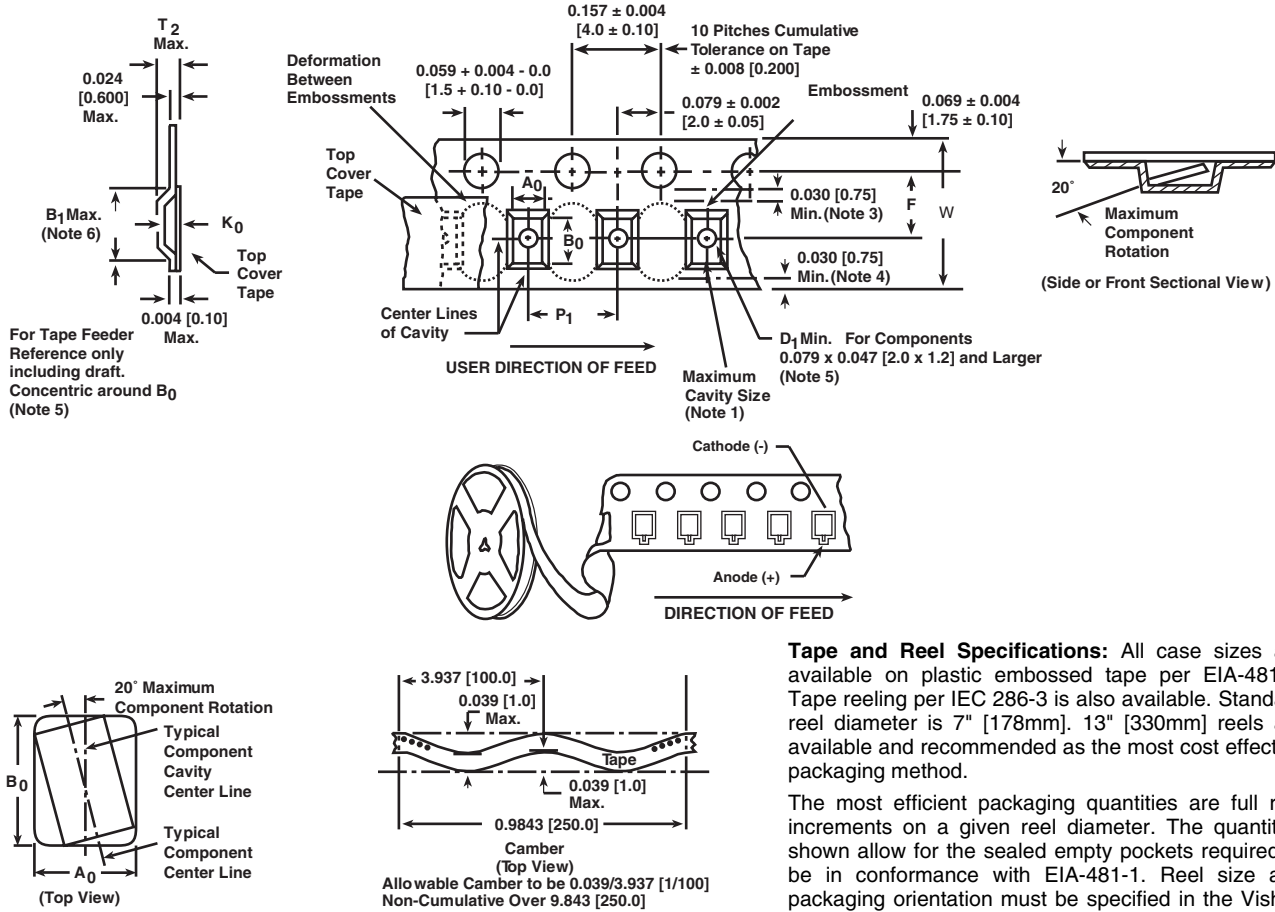 T2
Max.
0.024
[0.600]
Max.
B1Max.
(Note 6)
K0
Top
Cover
Tape
0.004 [0.10]
Max.
For Tape Feeder
Reference only
including draft.
Concentric around B0
(Note 5)
Deformation
Between
Embossments
0.059 + 0.004 - 0.0
[1.5 + 0.10 - 0.0]
0.157 ± 0.004
[4.0 ± 0.10]
10 Pitches Cumulative
Tolerance on Tape
± 0.008 [0.200]
0.079 ± 0.002
[2.0 ± 0.05]
Embossment
0.069 ± 0.004
[1.75 ± 0.10]
Top
Cover
Tape
A0
B0
0.030 [0.75]
Min.(Note 3)
F
W
0.030 [0.75]
Min.(Note 4)
Center Lines
of Cavity
P1
USER DIRECTION OF FEED
D1Min. For Components
0.079 x 0.047 [2.0 x 1.2] and Larger
(Note 5)
Maximum
Cavity Size
(Note 1)
20°
Maximum
Component
Rotation
(Side or Front Sectional View)
Cathode (-)
Anode (+)
DIRECTION OF FEED
20° Maximum
Component Rotation
Typical
Component
Cavity
Center Line
B0
Typical
Component
Center Line
A0
(Top View)
3.937 [100.0]
0.039 [1.0]
Max.
Tape
0.039 [1.0]
Max.
0.9843 [250.0]
Camber
(Top View)
Allowable Camber to be 0.039/3.937 [1/100]
Non-Cumulative Over 9.843 [250.0]
Tape and Reel Specifications: All case sizes a
available on plastic embossed tape per EIA-481
Tape reeling per IEC 286-3 is also available. Standa
reel diameter is 7" [178mm]. 13" [330mm] reels a
available and recommended as the most cost effect
packaging method.
The most efficient packaging quantities are full r
increments on a given reel diameter. The quantit
shown allow for the sealed empty pockets required
be in conformance with EIA-481-1. Reel size a
packaging orientation must be specified in the Vish